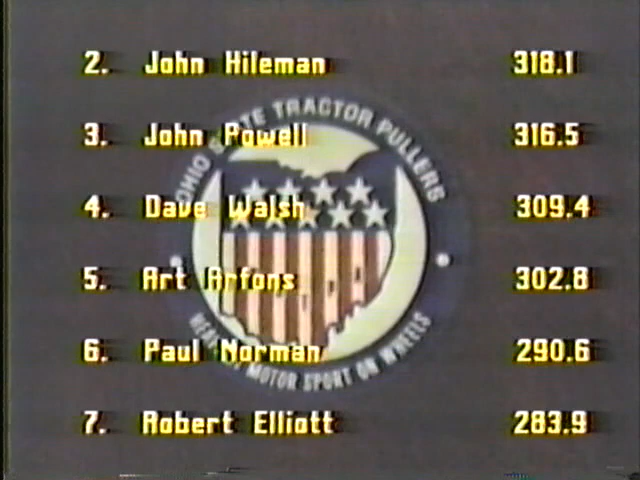 2. John Hileman 318.1
OHIO STATE TRACTOR PULLERS
3. John Powell 316.5
4. Dave Walsh 309.4
5. Art Arfons 302.8
6. Paul Norman 290.6
MOTOR SPORT ON WHEELS
7. Robert Elliott 283.9